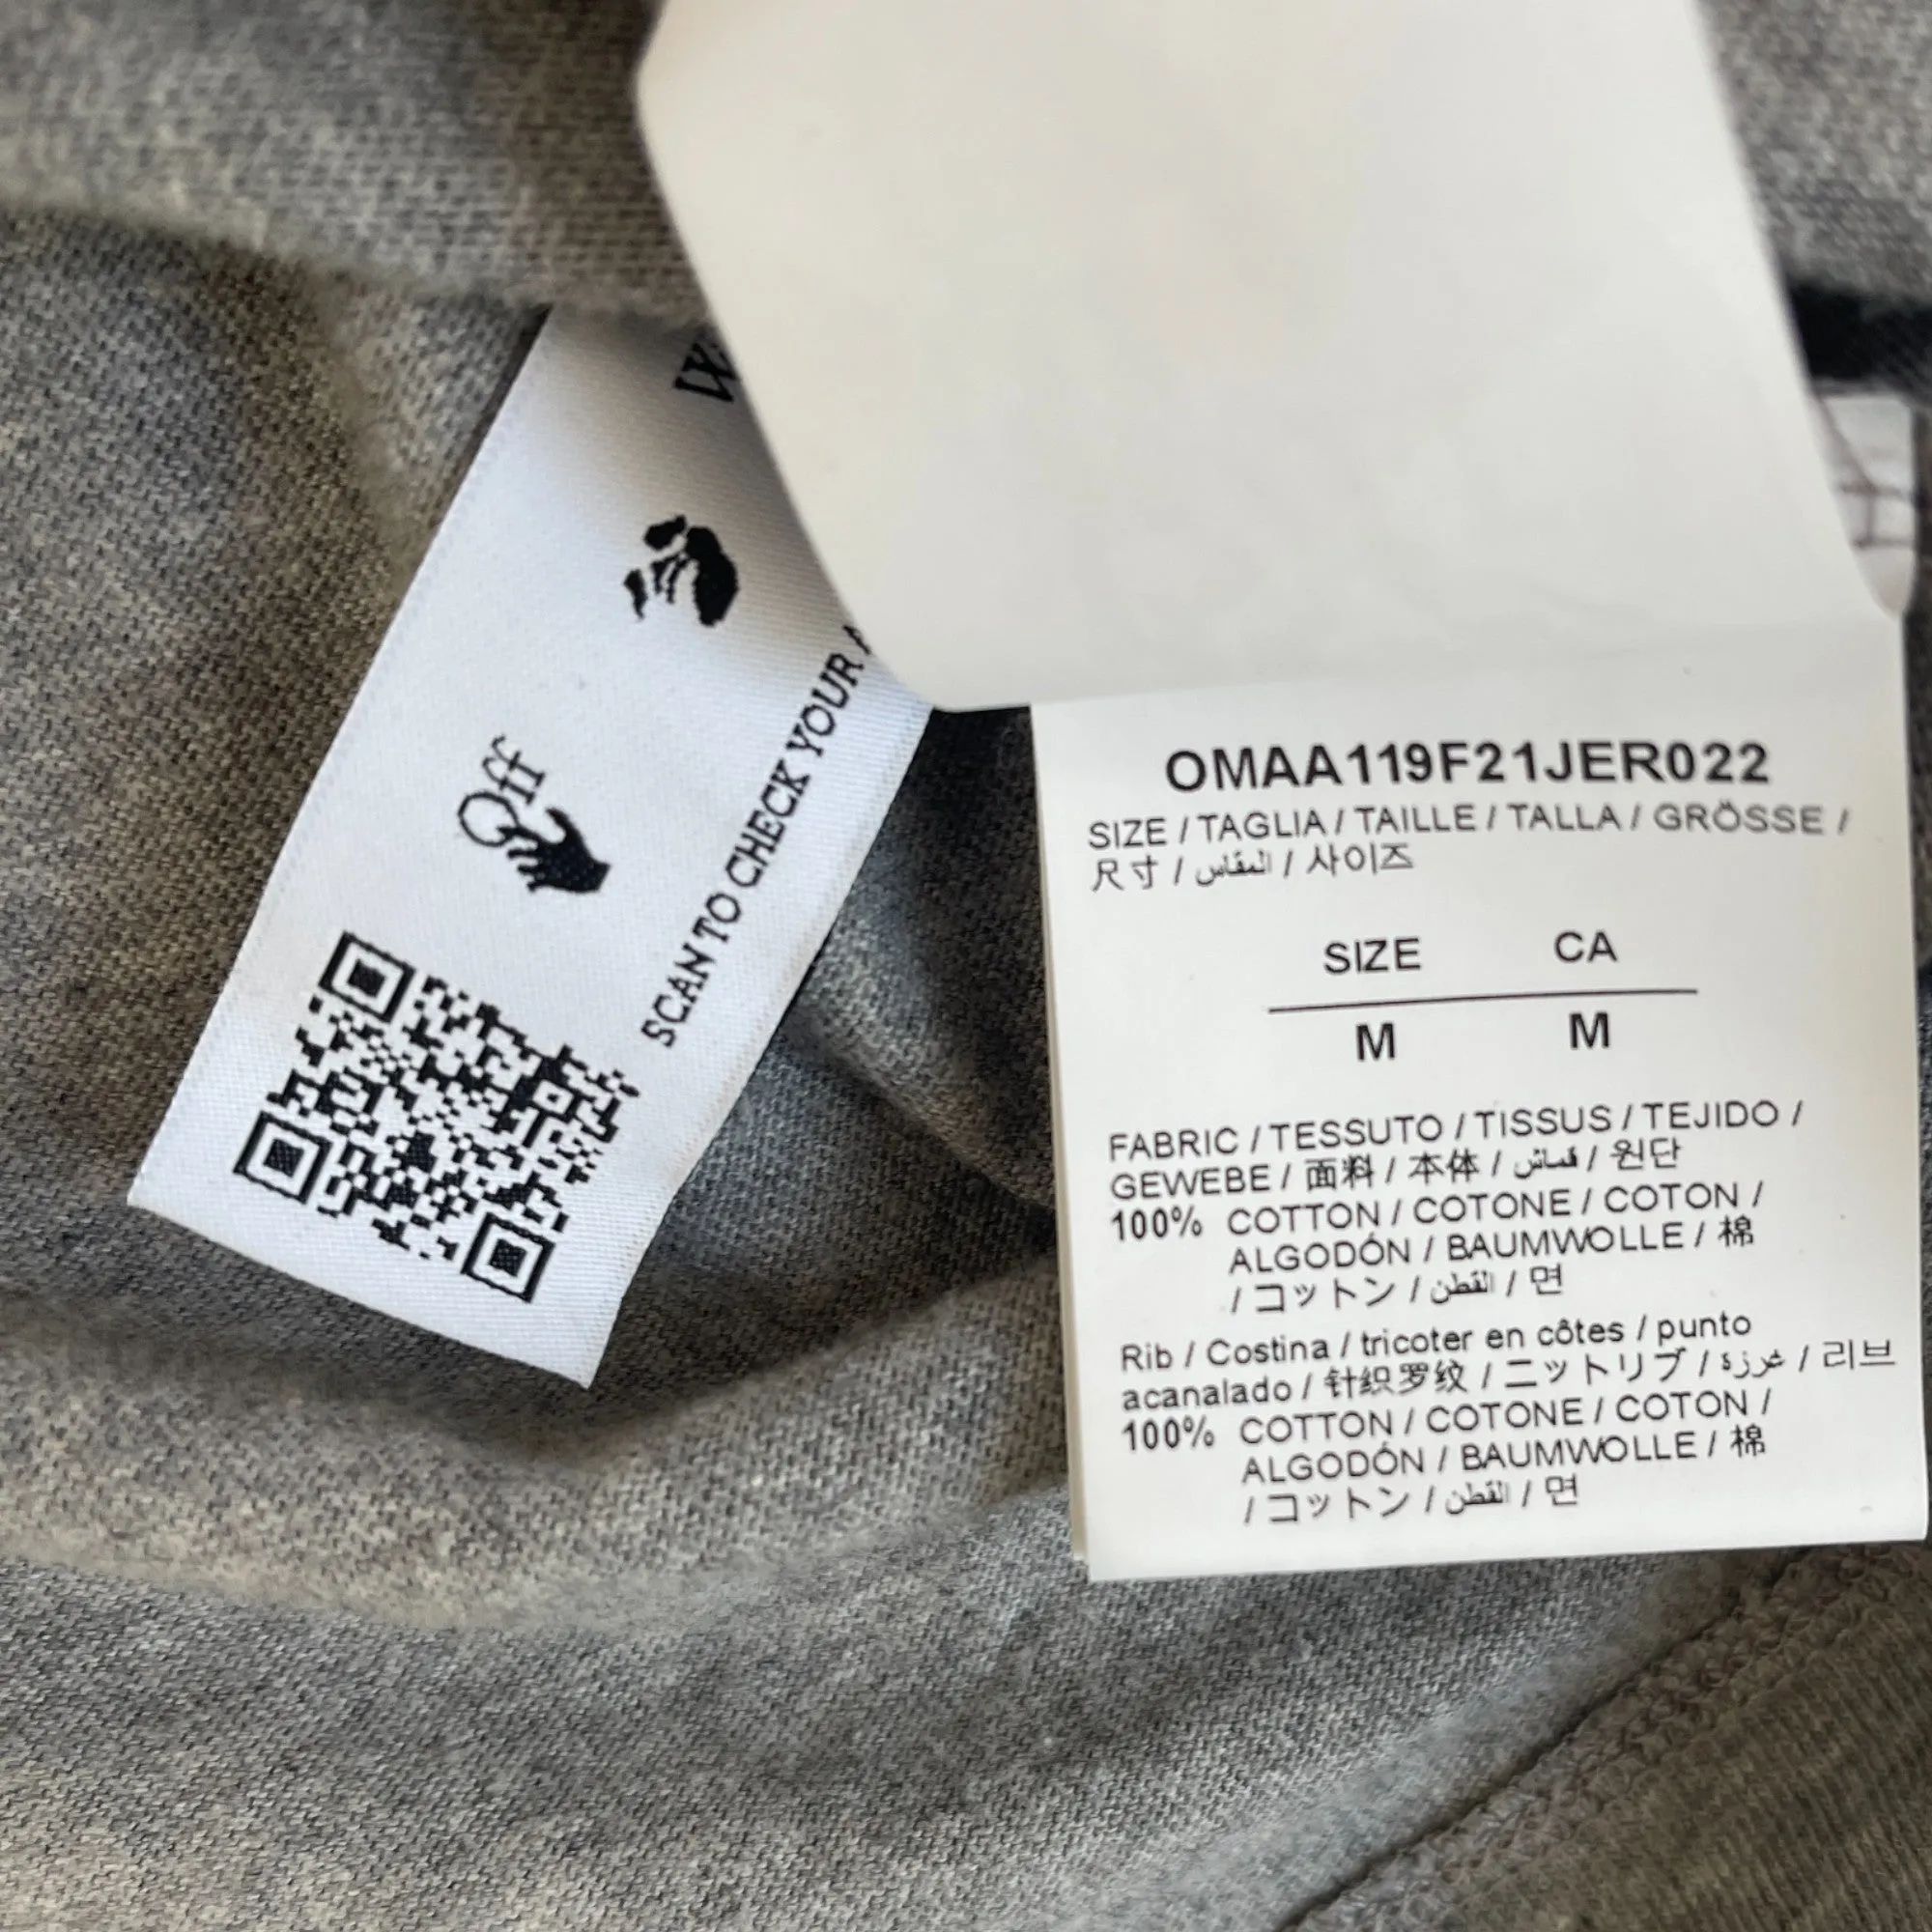 Off
SCAN TO CHECK YOUR
OMAA119F21JER022
SIZE / TAGLIA / TAILLE / TALLA / GRÖSSE /
尺寸 / المقاس / 사이즈
SIZE CA
M M
FABRIC / TESSUTO / TISSUS / TEJIDO /
GEWEBE / 面料 / 本体 / قماش / 원단
100% COTTON / COTONE / COTON /
ALGODÓN / BAUMWOLLE / 棉
/ コットン / القطن / 면
Rib / Costina / tricoter en côtes / punto
acanalado / 针织罗纹 / ニットリブ / غرزة / 리브
100% COTTON / COTONE / COTON /
ALGODÓN / BAUMWOLLE / 棉
/ コットン / القطن / 면